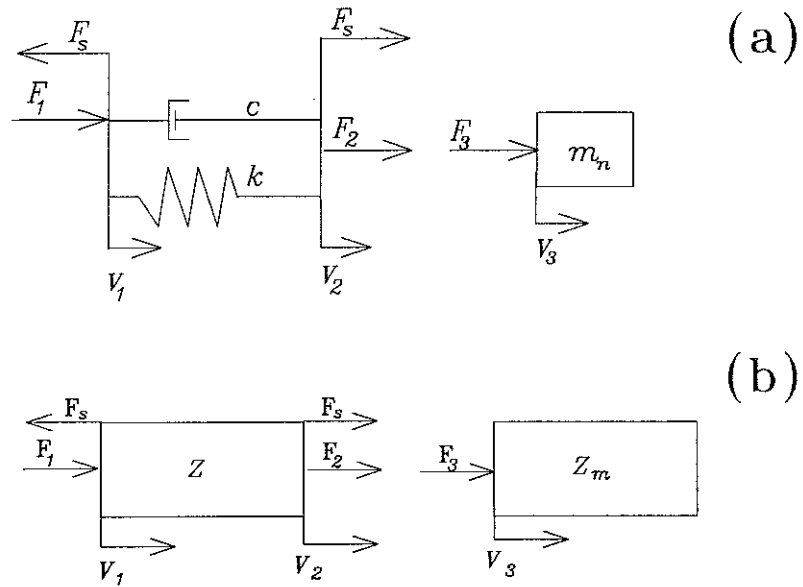 F_s F_s (a)
F_1 c F_2 F_3 m_n
k
V_1 V_2 V_3
(b)
F_s F_s
F_1 Z F_2 F_3 Z_m
V_1 V_2 V_3